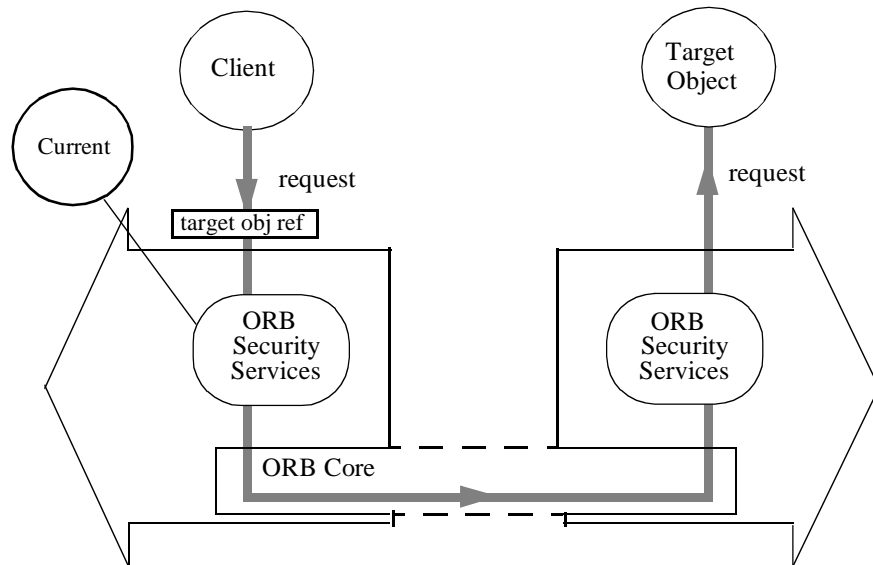 Client
Target
Object
Current
request
request
target obj ref
ORB
Security
Services
ORB
Security
Services
ORB Core